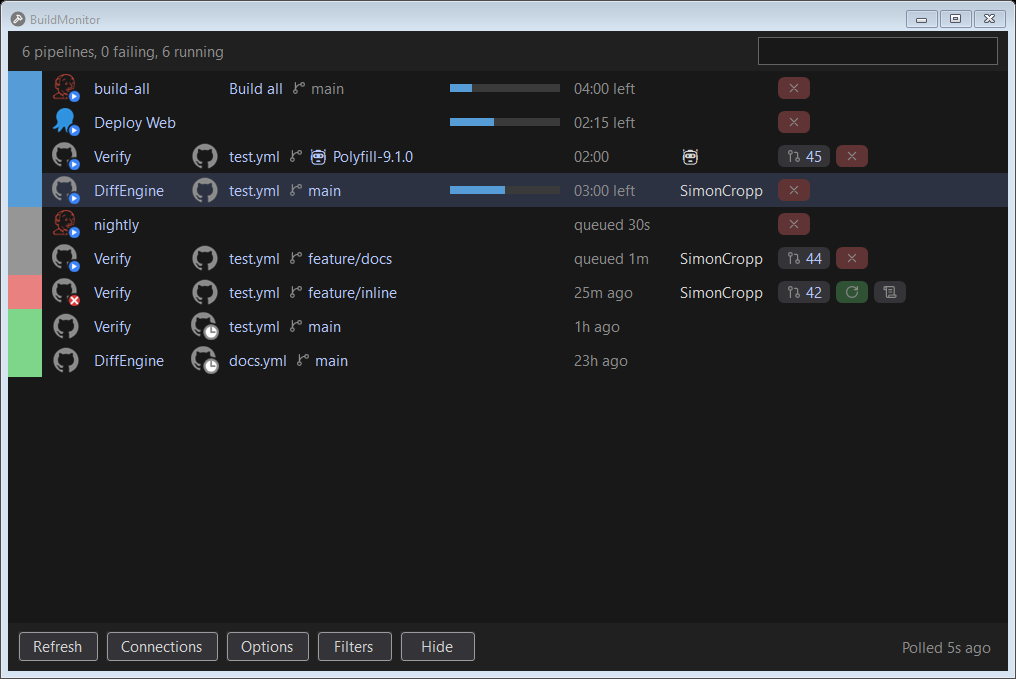 BuildMonitor
6 pipelines, 0 failing, 6 running
build-all Build all main 04:00 left
Deploy Web 02:15 left
Verify test.yml Polyfill-9.1.0 02:00 45
DiffEngine test.yml main 03:00 left SimonCropp
nightly queued 30s
Verify test.yml feature/docs queued 1m SimonCropp 44
Verify test.yml feature/inline 25m ago SimonCropp 42
Verify test.yml main 1h ago
DiffEngine docs.yml main 23h ago
Refresh Connections Options Filters Hide Polled 5s ago